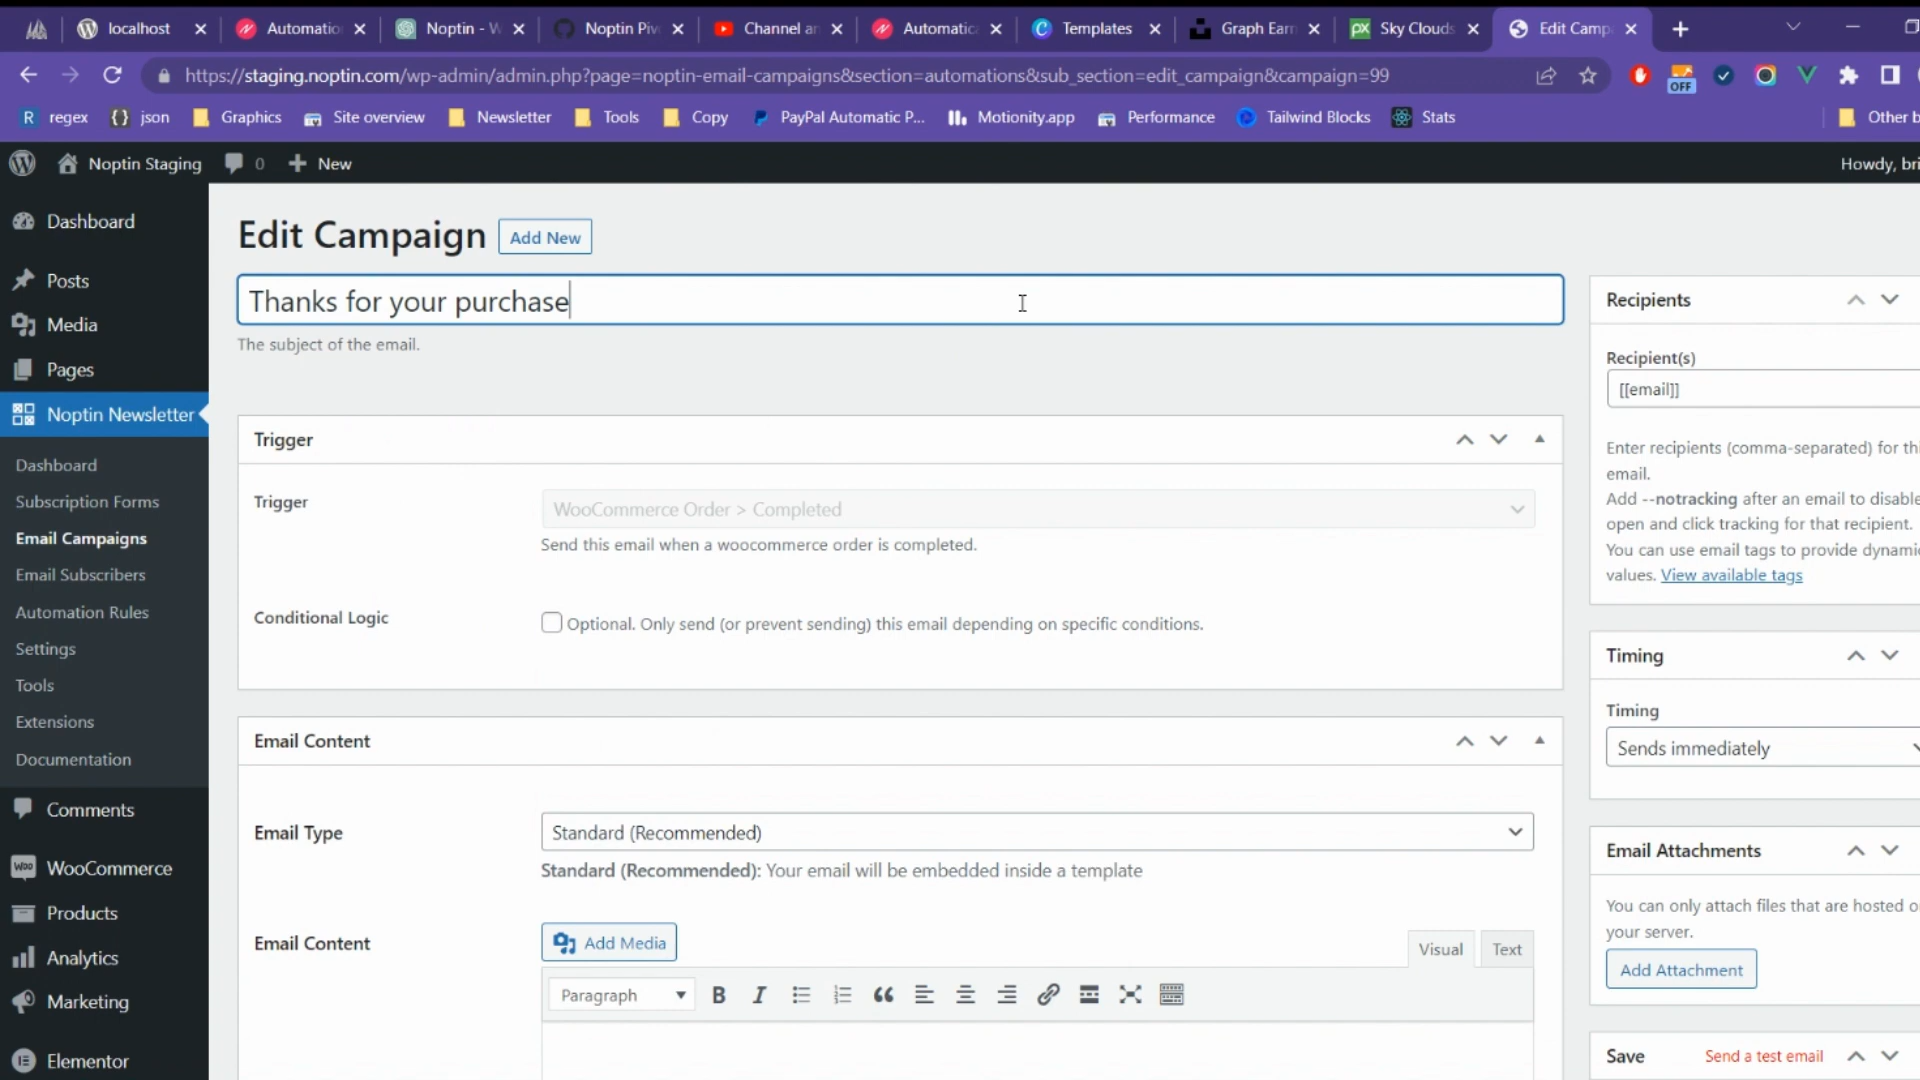 localhost
Automatio
Noptin - W
Noptin Piv
Channel an
Automatic
Templates
Graph Earn
Sky Clouds
Edit Camp
https://staging.noptin.com/wp-admin/admin.php?page=noptin-email-campaigns&section=automations&sub_section=edit_campaign&campaign=99
OFF
R regex
{} json
Graphics
Site overview
Newsletter
Tools
Copy
PayPal Automatic P...
Motionity.app
Performance
Tailwind Blocks
Stats
Other b
Noptin Staging
0
New
Howdy, bri
Dashboard
Posts
Media
Pages
Noptin Newsletter
Dashboard
Subscription Forms
Email Campaigns
Email Subscribers
Automation Rules
Settings
Tools
Extensions
Documentation
Comments
Woo WooCommerce
Products
Analytics
Marketing
Elementor
Edit Campaign
Add New
Thanks for your purchase
The subject of the email.
Trigger
Trigger
WooCommerce Order > Completed
Send this email when a woocommerce order is completed.
Conditional Logic
Optional. Only send (or prevent sending) this email depending on specific conditions.
Email Content
Email Type
Standard (Recommended)
Standard (Recommended): Your email will be embedded inside a template
Email Content
Add Media
Visual
Text
Paragraph
B
I
Recipients
Recipient(s)
[[email]]
Enter recipients (comma-separated) for thi
email.
Add --notracking after an email to disable
open and click tracking for that recipient.
You can use email tags to provide dynamic
values. View available tags
Timing
Timing
Sends immediately
Email Attachments
You can only attach files that are hosted o
your server.
Add Attachment
Save
Send a test email